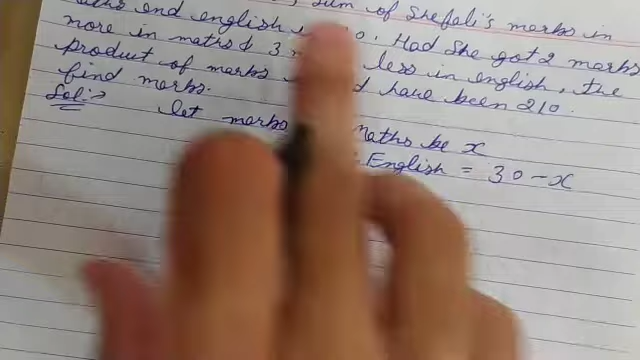 sum of Shefali's marks in
and english 0. Had she got 2 marks
more in maths & 3 less in english, the
product of marks d have been 210.
find marks.
Sol:- let marks maths be x
English = 30 - x